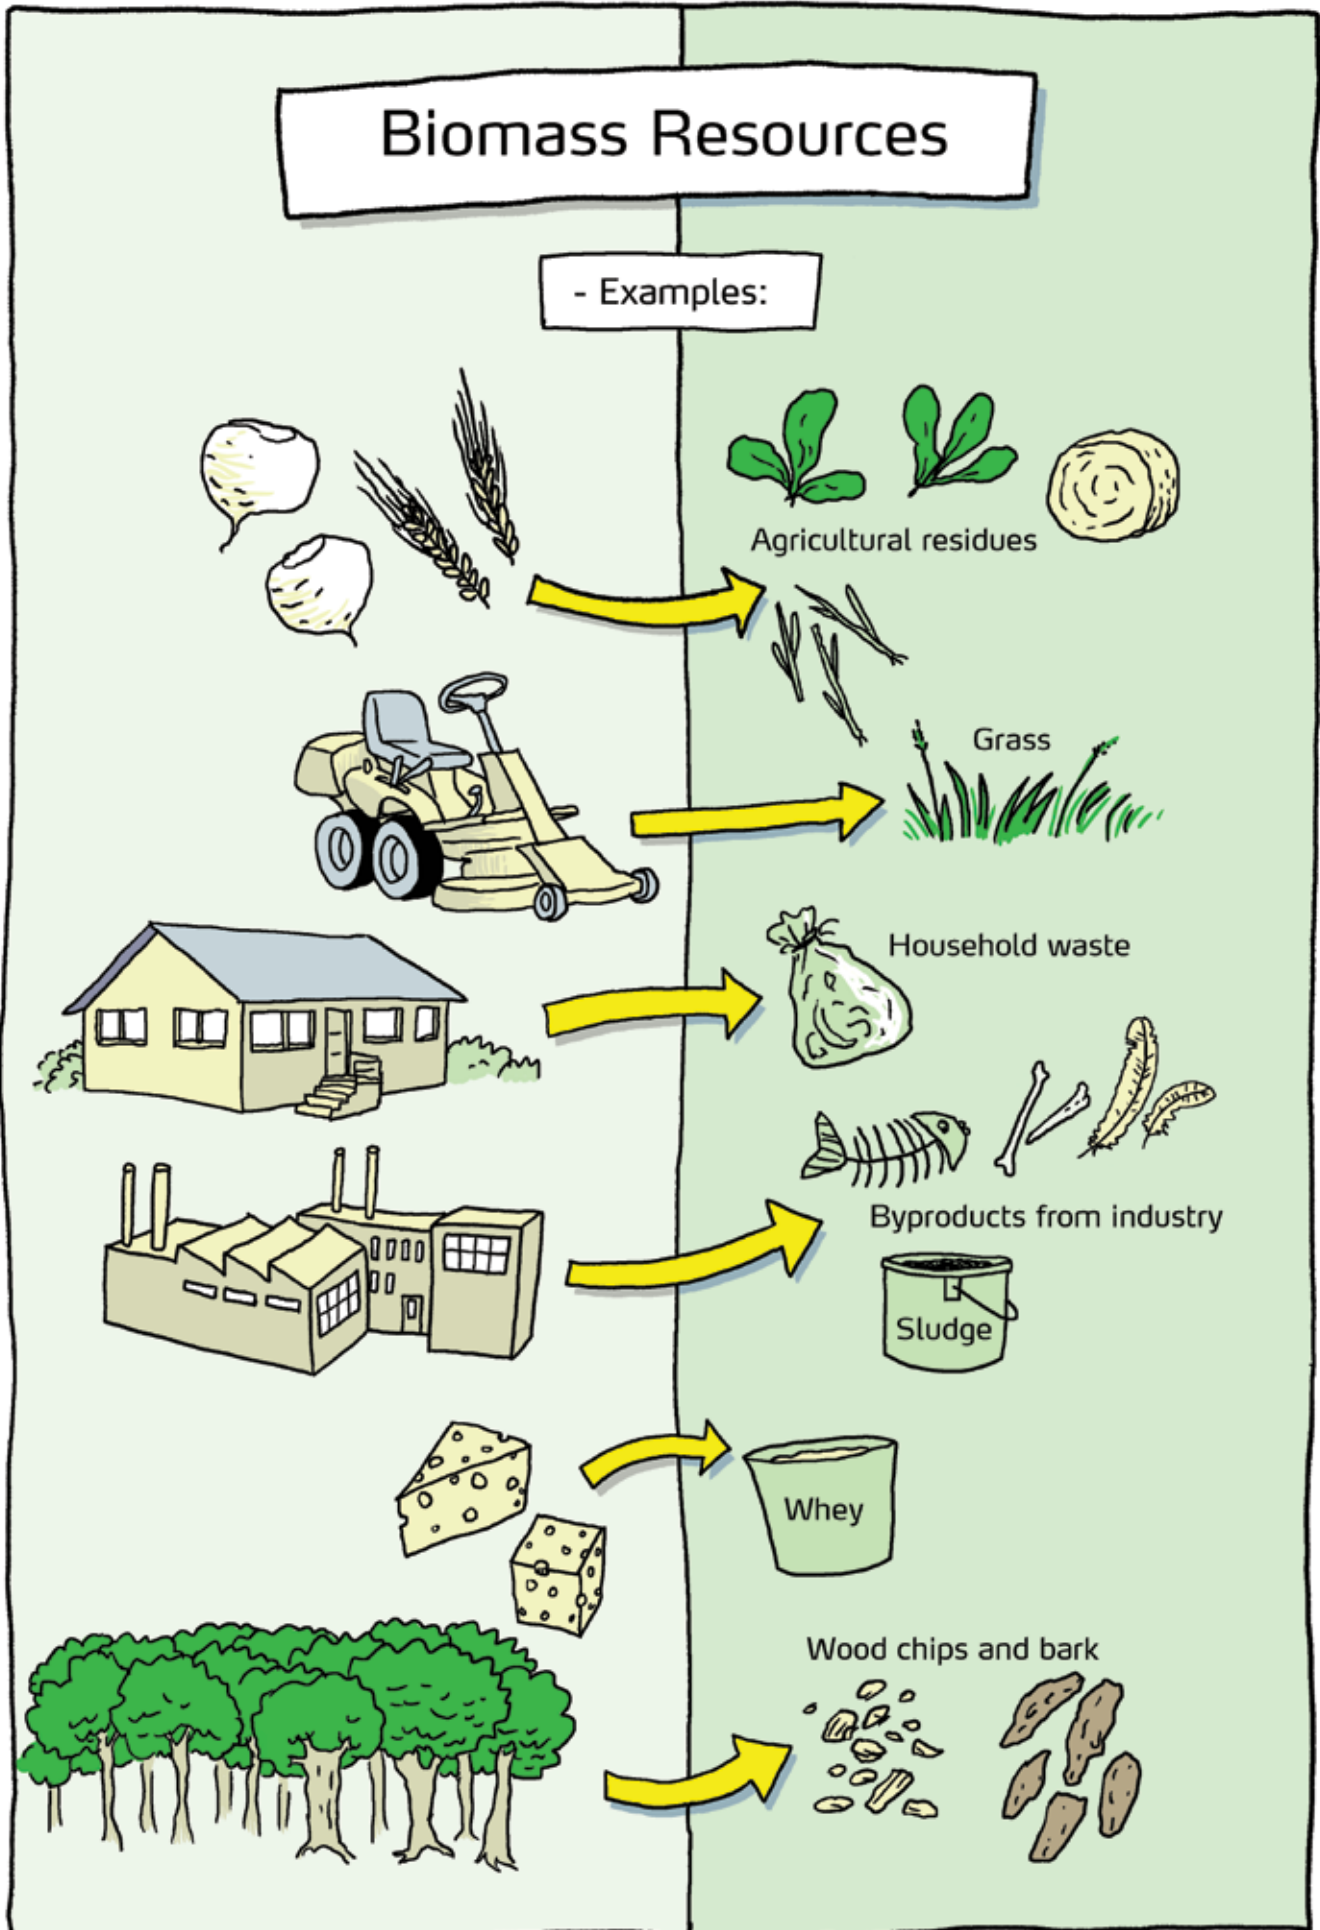 Biomass Resources
- Examples:
Agricultural residues
Grass
Household waste
Byproducts from industry
Sludge
Whey
Wood chips and bark